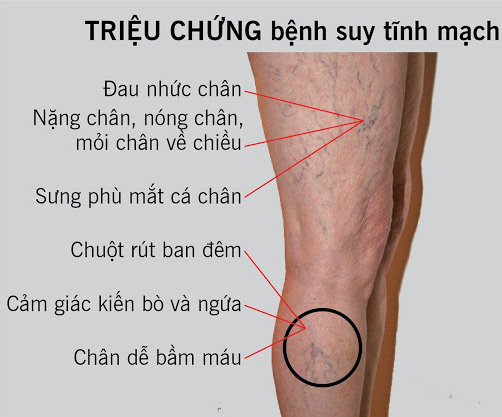 TRIỆU CHỨNG bệnh suy tĩnh mạch
Đau nhức chân
Nặng chân, nóng chân,
mỏi chân về chiều
Sưng phù mắt cá chân
Chuột rút ban đêm
Cảm giác kiến bò và ngứa
Chân dễ bầm máu